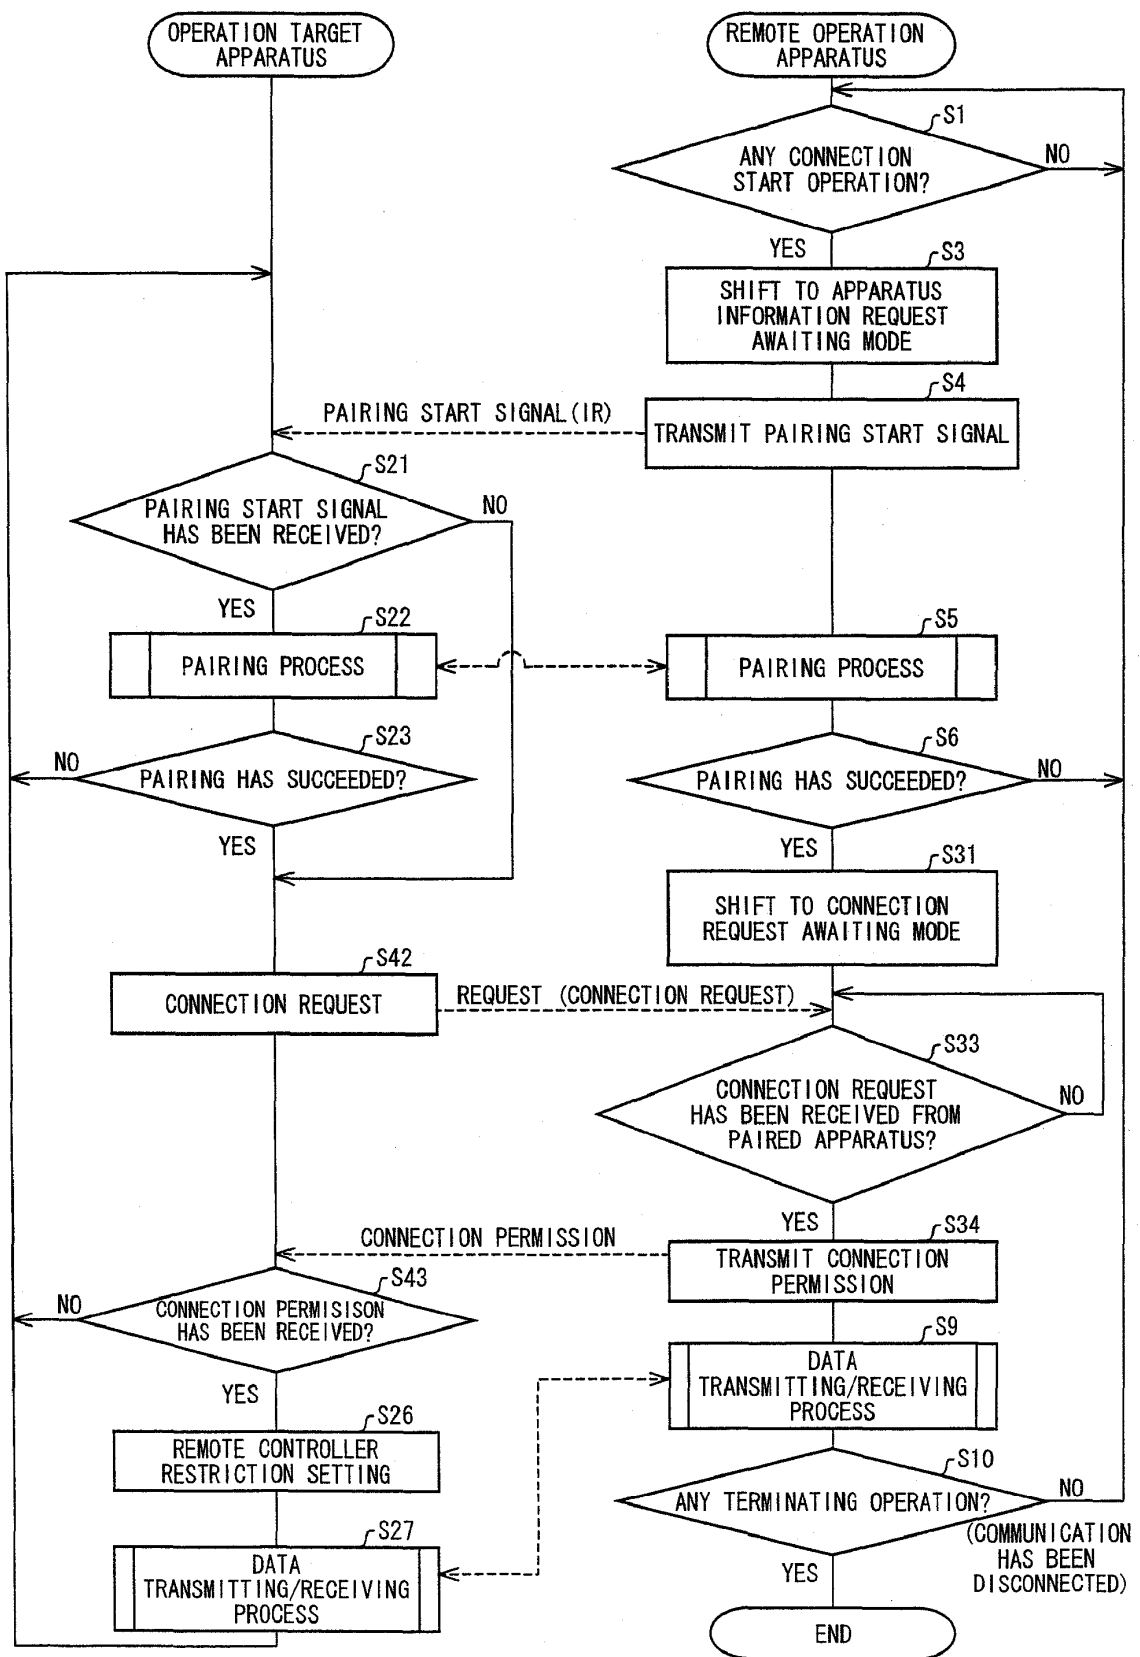 OPERATION TARGET
APPARATUS
REMOTE OPERATION
APPARATUS
S1
ANY CONNECTION
START OPERATION?
NO
YES
S3
SHIFT TO APPARATUS
INFORMATION REQUEST
AWAITING MODE
S4
PAIRING START SIGNAL(IR)
TRANSMIT PAIRING START SIGNAL
S21
PAIRING START SIGNAL
HAS BEEN RECEIVED?
NO
YES
S22
PAIRING PROCESS
S5
PAIRING PROCESS
S23
PAIRING HAS SUCCEEDED?
NO
YES
S6
PAIRING HAS SUCCEEDED?
NO
YES
S31
SHIFT TO CONNECTION
REQUEST AWAITING MODE
S42
CONNECTION REQUEST
REQUEST (CONNECTION REQUEST)
S33
CONNECTION REQUEST
HAS BEEN RECEIVED FROM
PAIRED APPARATUS?
NO
YES
S34
CONNECTION PERMISSION
TRANSMIT CONNECTION
PERMISSION
S43
CONNECTION PERMISISON
HAS BEEN RECEIVED?
NO
YES
S9
DATA
TRANSMITTING/RECEIVING
PROCESS
S26
REMOTE CONTROLLER
RESTRICTION SETTING
S10
ANY TERMINATING OPERATION?
NO
(COMMUNICATION
HAS BEEN
DISCONNECTED)
YES
S27
DATA
TRANSMITTING/RECEIVING
PROCESS
END